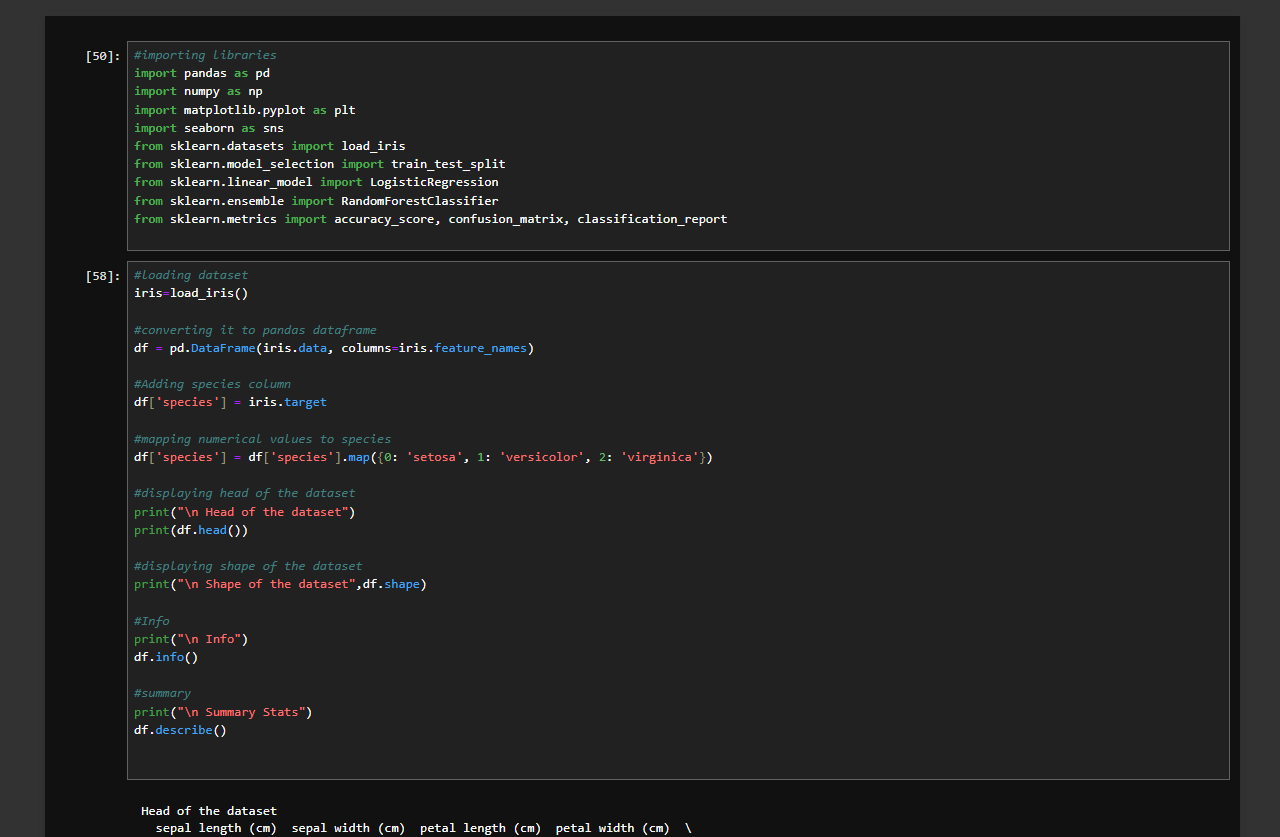 [50]:
#importing libraries
import pandas as pd
import numpy as np
import matplotlib.pyplot as plt
import seaborn as sns
from sklearn.datasets import load_iris
from sklearn.model_selection import train_test_split
from sklearn.linear_model import LogisticRegression
from sklearn.ensemble import RandomForestClassifier
from sklearn.metrics import accuracy_score, confusion_matrix, classification_report
[58]:
#loading dataset
iris=load_iris()
#converting it to pandas dataframe
df = pd.DataFrame(iris.data, columns=iris.feature_names)
#Adding species column
df['species'] = iris.target
#mapping numerical values to species
df['species'] = df['species'].map({0: 'setosa', 1: 'versicolor', 2: 'virginica'})
#displaying head of the dataset
print("\n Head of the dataset")
print(df.head())
#displaying shape of the dataset
print("\n Shape of the dataset",df.shape)
#Info
print("\n Info")
df.info()
#summary
print("\n Summary Stats")
df.describe()
Head of the dataset
sepal length (cm)  sepal width (cm)  petal length (cm)  petal width (cm)  \